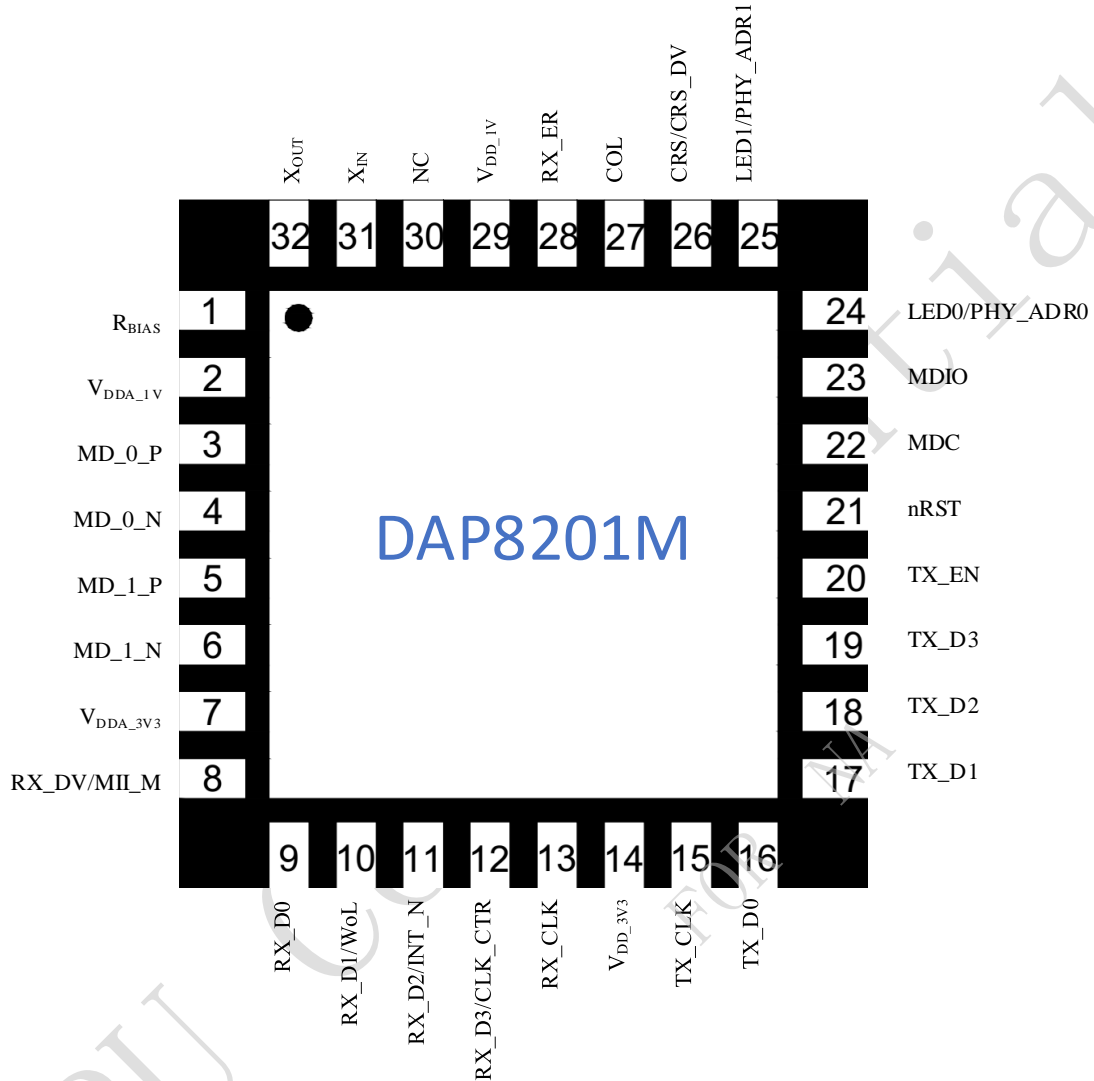 X_OUT
X_IN
NC
V_DD_1V
RX_ER
COL
CRS/CRS_DV
LED1/PHY_ADR1
32
31
30
29
28
27
26
25
R_BIAS
1
V_DDA_1V
2
MD_0_P
3
MD_0_N
4
MD_1_P
5
MD_1_N
6
V_DDA_3V3
7
RX_DV/MII_M
8
DAP8201M
24
LED0/PHY_ADR0
23
MDIO
22
MDC
21
nRST
20
TX_EN
19
TX_D3
18
TX_D2
17
TX_D1
9
10
11
12
13
14
15
16
RX_D0
RX_D1/WoL
RX_D2/INT_N
RX_D3/CLK_CTR
RX_CLK
V_DD_3V3
TX_CLK
TX_D0
FOR NA